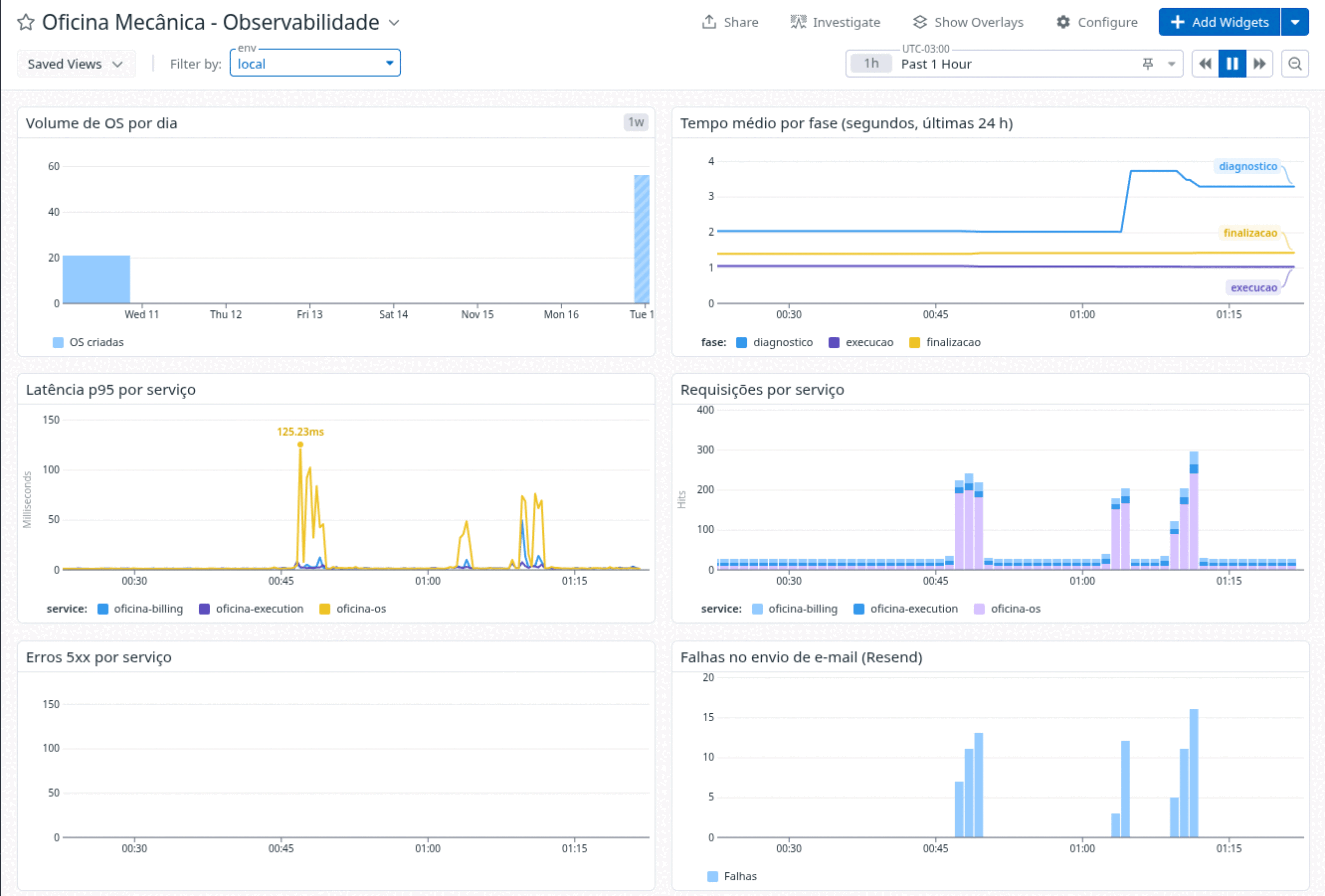 Oficina Mecânica - Observabilidade
Share
Investigate
Show Overlays
Configure
Add Widgets
Saved Views
Filter by:
env
local
UTC-03:00
1h
Past 1 Hour
Volume de OS por dia
1w
60
40
20
0
Wed 11
Thu 12
Fri 13
Sat 14
Nov 15
Mon 16
Tue 1
OS criadas
Tempo médio por fase (segundos, últimas 24 h)
4
3
2
1
0
diagnostico
finalizacao
execucao
00:30
00:45
01:00
01:15
fase:
diagnostico
execucao
finalizacao
Latência p95 por serviço
Milliseconds
150
100
50
0
125.23ms
00:30
00:45
01:00
01:15
service:
oficina-billing
oficina-execution
oficina-os
Requisições por serviço
Hits
400
300
200
100
0
00:30
00:45
01:00
01:15
service:
oficina-billing
oficina-execution
oficina-os
Erros 5xx por serviço
150
100
50
0
00:30
00:45
01:00
01:15
Falhas no envio de e-mail (Resend)
20
15
10
5
0
00:30
00:45
01:00
01:15
Falhas